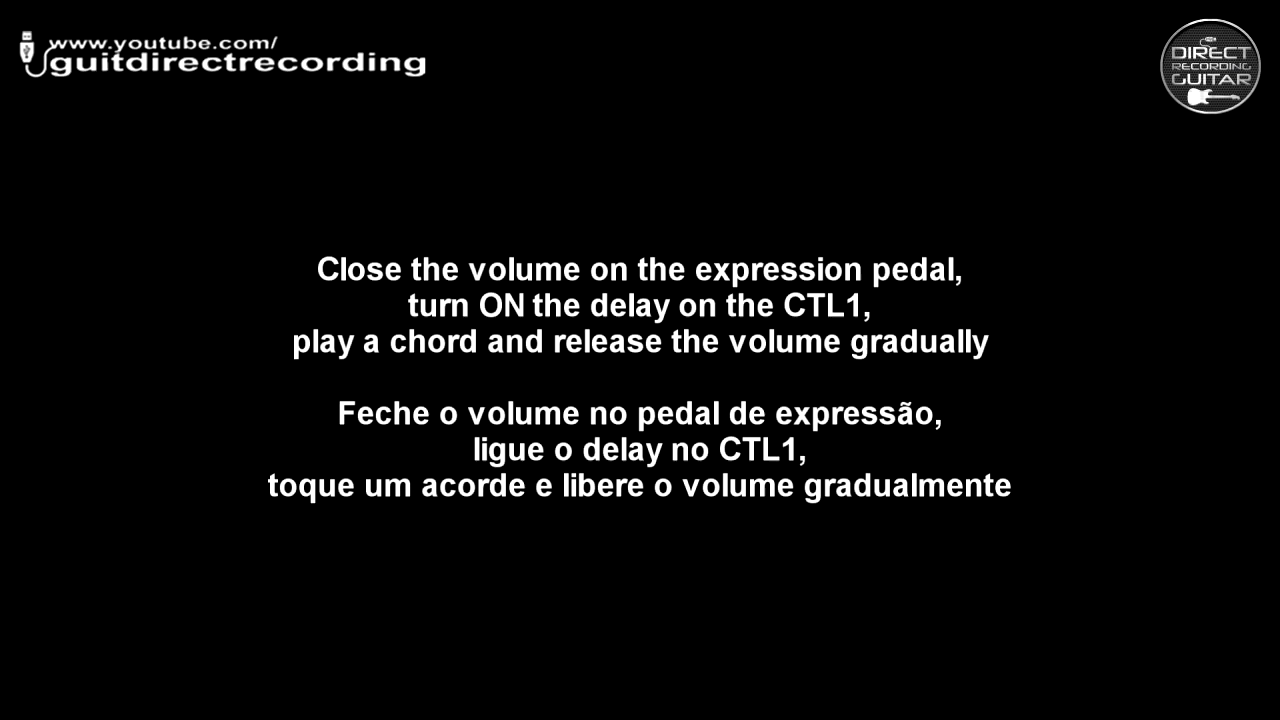 www.youtube.com/
guitdirectrecording
DIRECT
RECORDING
GUITAR
Close the volume on the expression pedal,
turn ON the delay on the CTL1,
play a chord and release the volume gradually
Feche o volume no pedal de expressão,
ligue o delay no CTL1,
toque um acorde e libere o volume gradualmente